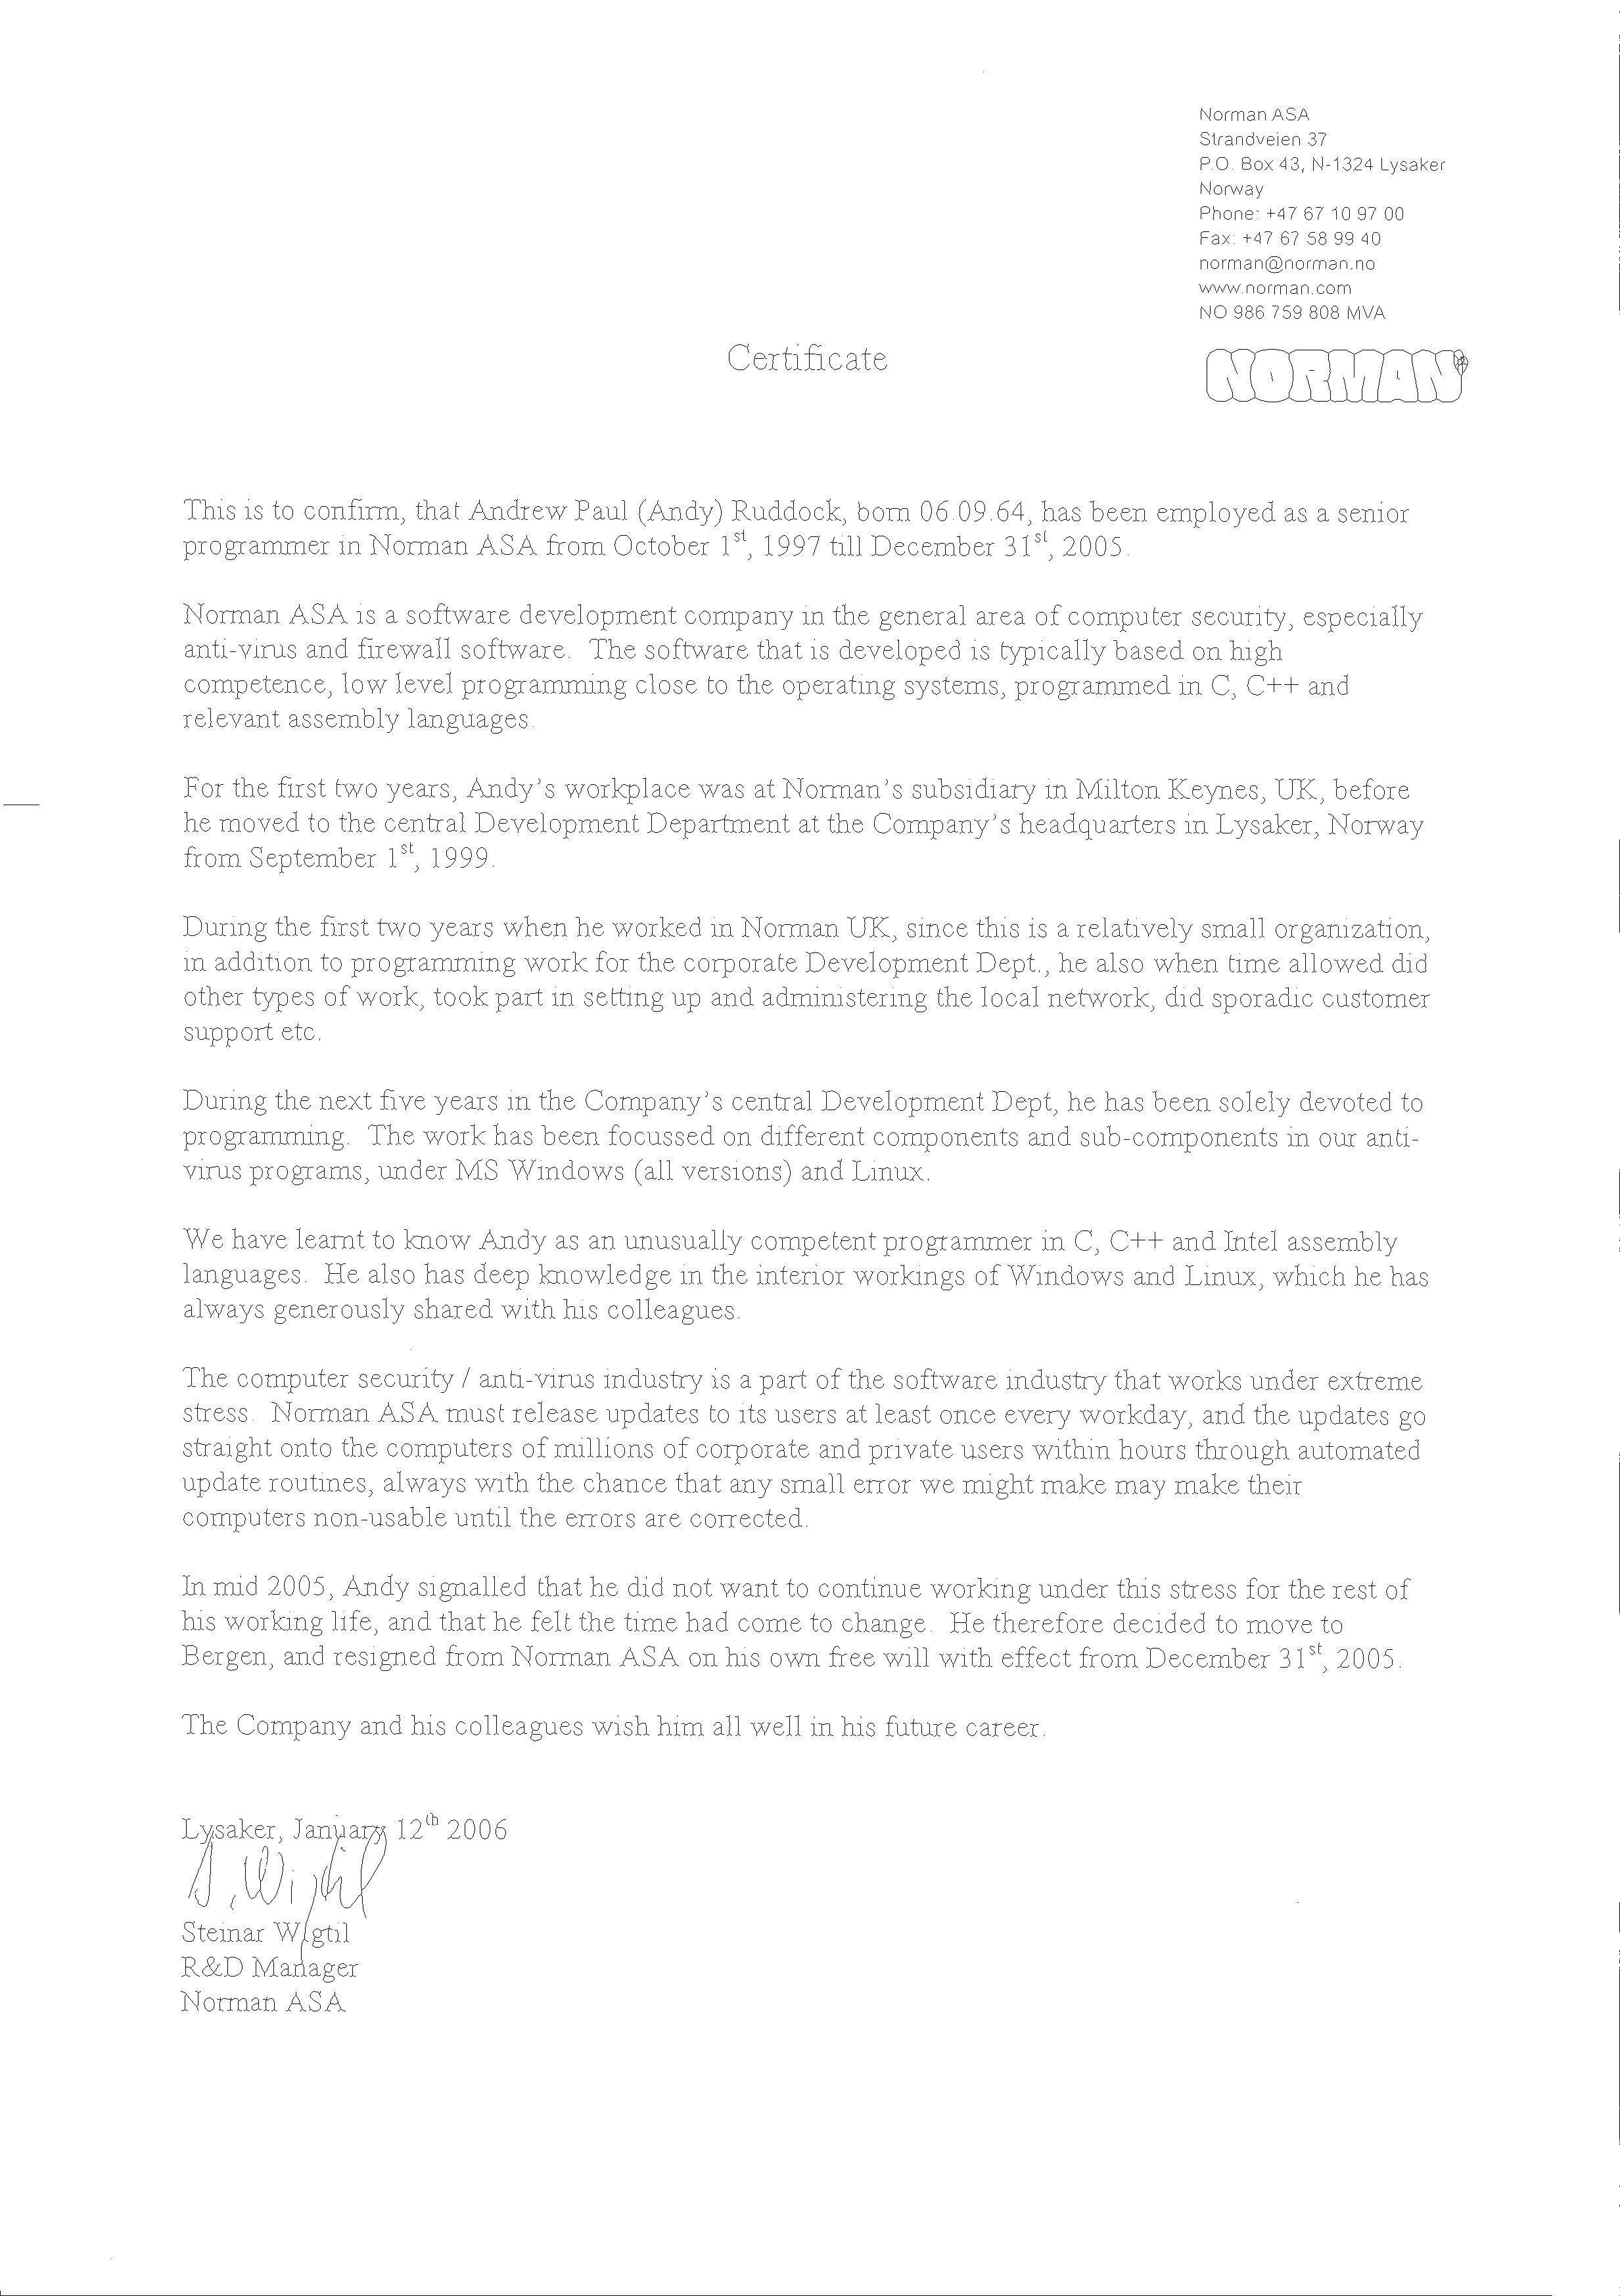 Norman ASA
Strandveien 37
P.O. Box 43, N-1324 Lysaker
Norway
Phone: +47 67 10 97 00
Fax: +47 67 58 99 40
norman@norman.no
www.norman.com
NO 986 759 808 MVA
Certificate
NORMAN
This is to confirm, that Andrew Paul (Andy) Ruddock, born 06.09.64, has been employed as a senior
programmer in Norman ASA from October 1st, 1997 till December 31st, 2005.
Norman ASA is a software development company in the general area of computer security, especially
anti-virus and firewall software. The software that is developed is typically based on high
competence, low level programming close to the operating systems, programmed in C, C++ and
relevant assembly languages.
For the first two years, Andy's workplace was at Norman's subsidiary in Milton Keynes, UK, before
he moved to the central Development Department at the Company's headquarters in Lysaker, Norway
from September 1st, 1999.
During the first two years when he worked in Norman UK, since this is a relatively small organization,
in addition to programming work for the corporate Development Dept., he also when time allowed did
other types of work, took part in setting up and administering the local network, did sporadic customer
support etc.
During the next five years in the Company's central Development Dept, he has been solely devoted to
programming. The work has been focussed on different components and sub-components in our anti-
virus programs, under MS Windows (all versions) and Linux.
We have learnt to know Andy as an unusually competent programmer in C, C++ and Intel assembly
languages. He also has deep knowledge in the interior workings of Windows and Linux, which he has
always generously shared with his colleagues.
The computer security / anti-virus industry is a part of the software industry that works under extreme
stress. Norman ASA must release updates to its users at least once every workday, and the updates go
straight onto the computers of millions of corporate and private users within hours through automated
update routines, always with the chance that any small error we might make may make their
computers non-usable until the errors are corrected.
In mid 2005, Andy signalled that he did not want to continue working under this stress for the rest of
his working life, and that he felt the time had come to change. He therefore decided to move to
Bergen, and resigned from Norman ASA on his own free will with effect from December 31st, 2005.
The Company and his colleagues wish him all well in his future career.
Lysaker, January 12th 2006
S. Wigtil
Steinar Wigtil
R&D Manager
Norman ASA